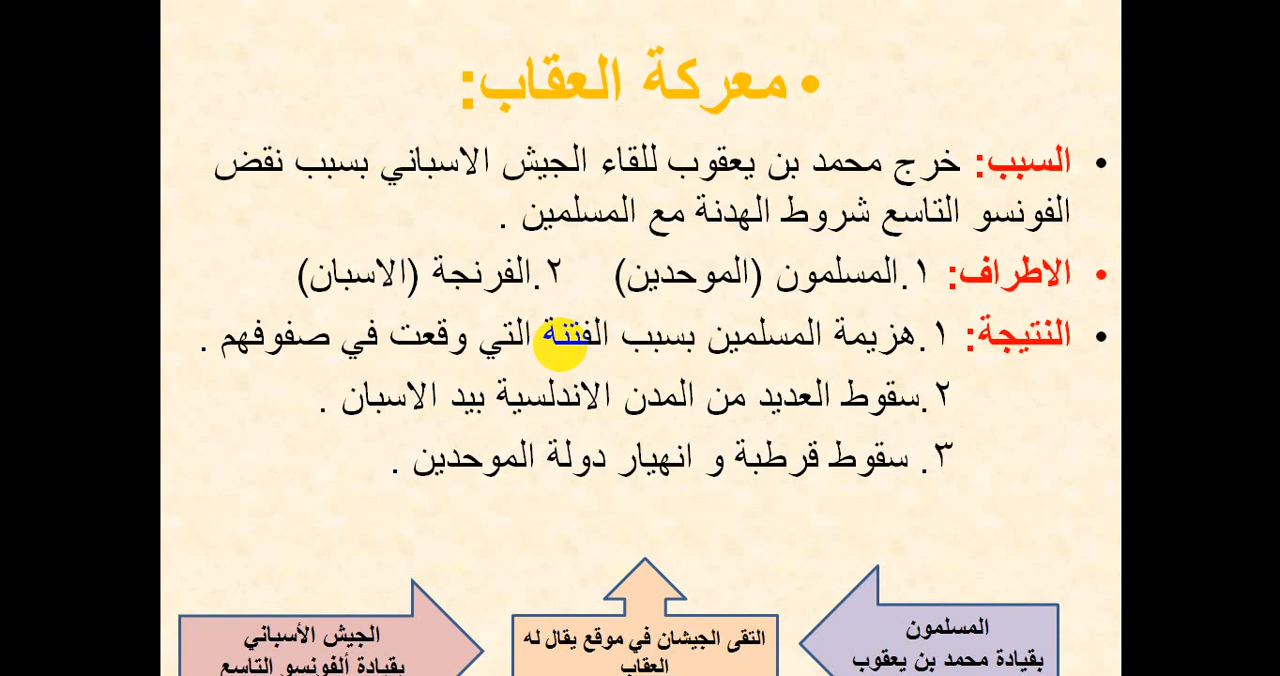 • معركة العقاب:
• السبب: خرج محمد بن يعقوب للقاء الجيش الاسباني بسبب نقض
الفونسو التاسع شروط الهدنة مع المسلمين .
• الاطراف: ١.المسلمون (الموحدين) ٢.الفرنجة (الاسبان)
• النتيجة: ١.هزيمة المسلمين بسبب الفتنة التي وقعت في صفوفهم .
٢.سقوط العديد من المدن الاندلسية بيد الاسبان .
٣. سقوط قرطبة و انهيار دولة الموحدين .
المسلمون
بقيادة محمد بن يعقوب
التقى الجيشان في موقع يقال له
العقاب
الجيش الأسباني
بقيادة ألفونسو التاسع